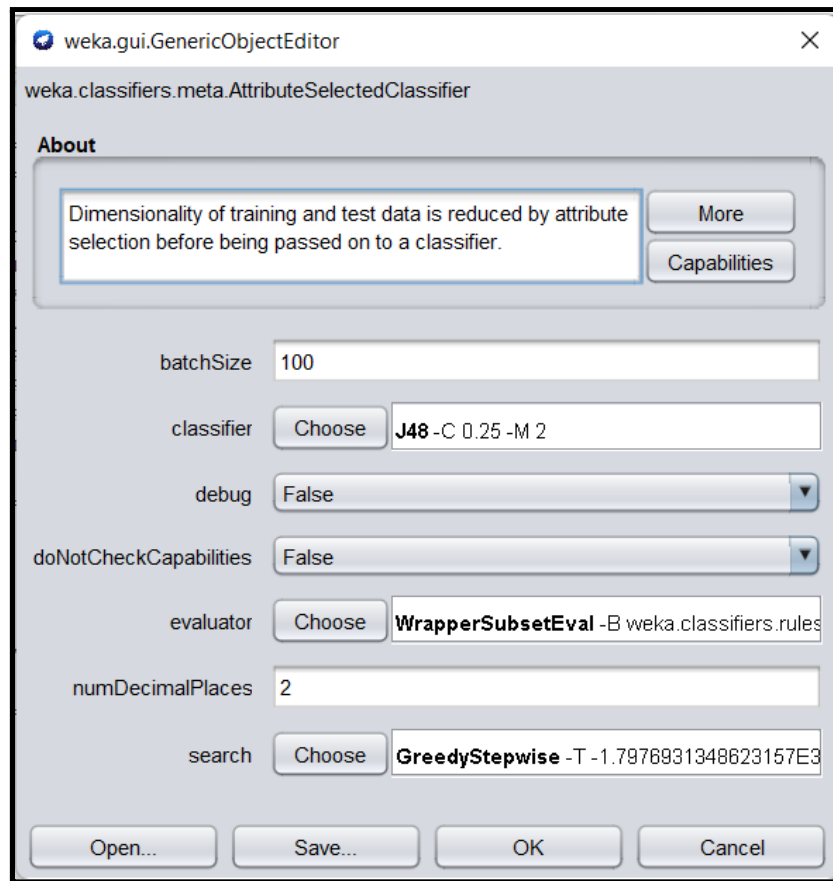 weka.gui.GenericObjectEditor
weka.classifiers.meta.AttributeSelectedClassifier
About
Dimensionality of training and test data is reduced by attribute
selection before being passed on to a classifier.
More
Capabilities
batchSize 100
classifier Choose J48 -C 0.25 -M 2
debug False
doNotCheckCapabilities False
evaluator Choose WrapperSubsetEval -B weka.classifiers.rules
numDecimalPlaces 2
search Choose GreedyStepwise -T -1.7976931348623157E3
Open... Save... OK Cancel